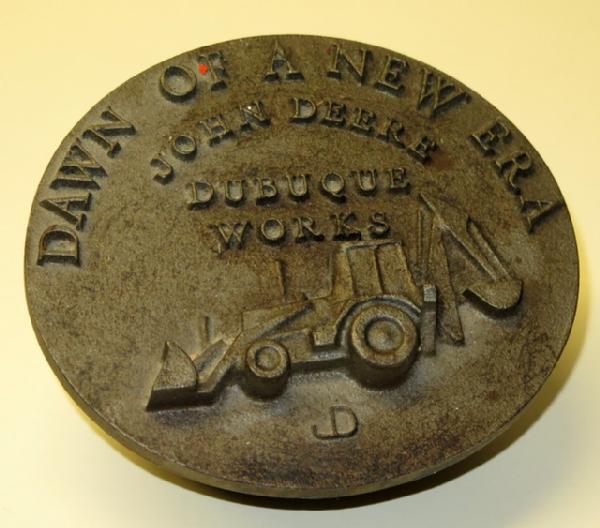 DAWN OF A NEW ERA
JOHN DEERE
DUBUQUE
WORKS
JD